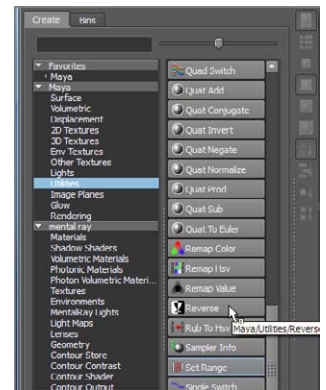 Create
Bins
Favorites
Maya
Maya
Surface
Volumetric
Displacement
2D Textures
3D Textures
Env Textures
Other Textures
Lights
Utilities
Image Planes
Glow
Rendering
mental ray
Materials
Shadow Shaders
Volumetric Materials
Photonic Materials
Photon Volumetric Materi...
Textures
Environments
MentalRay Lights
Light Maps
Lenses
Geometry
Contour Store
Contour Contrast
Contour Shader
Contour Output
Quad Switch
Quat Add
Quat Conjugate
Quat Invert
Quat Negate
Quat Normalize
Quat Prod
Quat Sub
Quat To Euler
Remap Color
Remap Hsv
Remap Value
Reverse
Rgb To Hsv
Maya/Utilities/Reverse
Sampler Info
Set Range
Single Switch